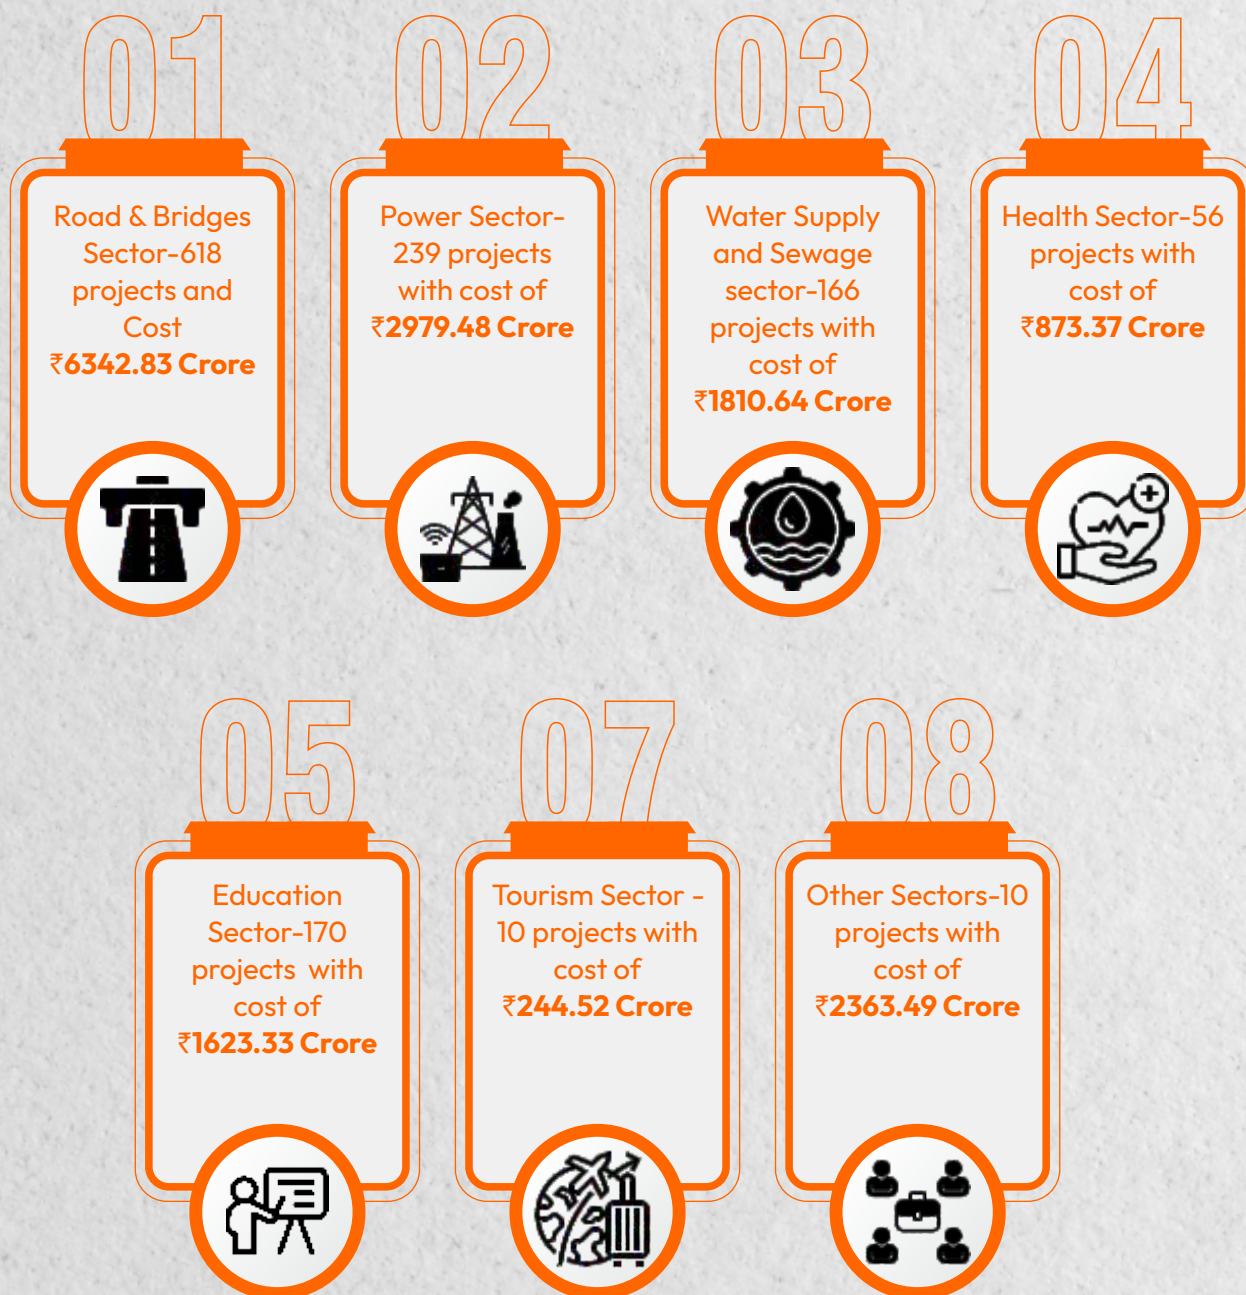 01
Road & Bridges
Sector-618
projects and
Cost
₹6342.83 Crore
02
Power Sector-
239 projects
with cost of
₹2979.48 Crore
03
Water Supply
and Sewage
sector-166
projects with
cost of
₹1810.64 Crore
04
Health Sector-56
projects with
cost of
₹873.37 Crore
05
Education
Sector-170
projects  with
cost of
₹1623.33 Crore
07
Tourism Sector -
10 projects with
cost of
₹244.52 Crore
08
Other Sectors-10
projects with
cost of
₹2363.49 Crore